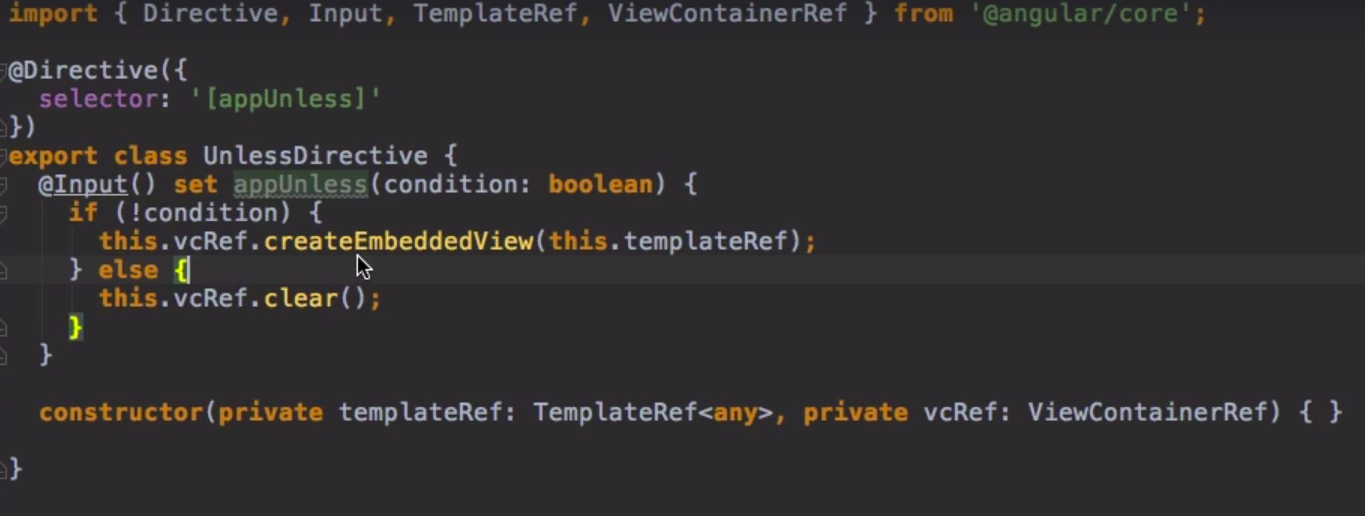 import { Directive, Input, TemplateRef, ViewContainerRef } from '@angular/core';
@Directive({
selector: '[appUnless]'
})
export class UnlessDirective {
@Input() set appUnless(condition: boolean) {
if (!condition) {
this.vcRef.createEmbeddedView(this.templateRef);
} else {
this.vcRef.clear();
}
}
constructor(private templateRef: TemplateRef<any>, private vcRef: ViewContainerRef) { }
}